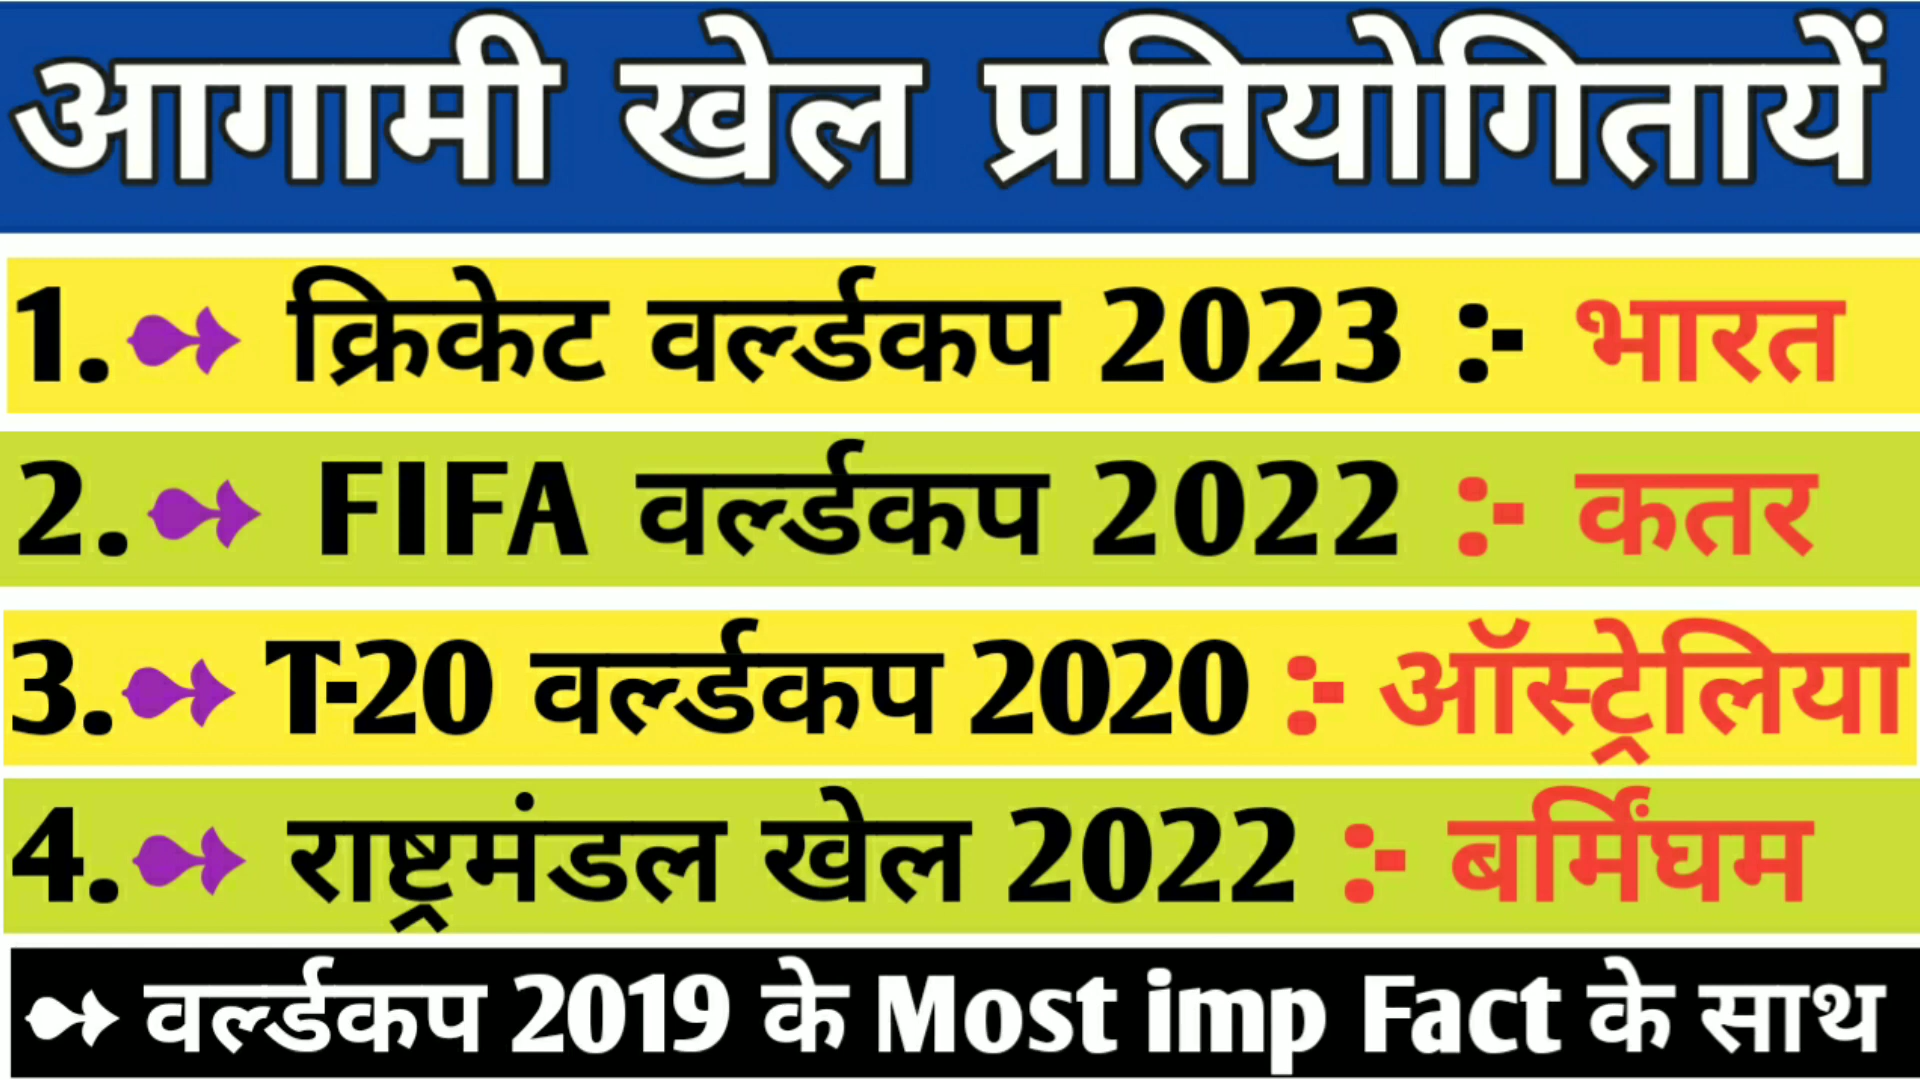 आगामी खेल प्रतियोगितायें
1.➻ क्रिकेट वर्ल्डकप 2023 :- भारत
2.➻ FIFA वर्ल्डकप 2022 :- कतर
3.➻ T-20 वर्ल्डकप 2020 :- ऑस्ट्रेलिया
4.➻ राष्ट्रमंडल खेल 2022 :- बर्मिंघम
➻ वर्ल्डकप 2019 के Most imp Fact के साथ